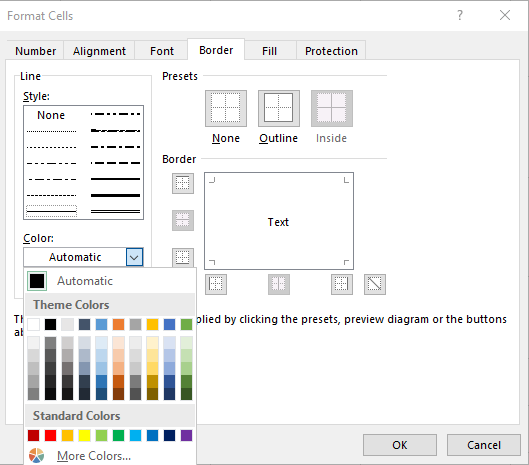 Format Cells
?
Number
Alignment
Font
Border
Fill
Protection
Line
Style:
None
Color:
Automatic
Automatic
Theme Colors
Standard Colors
More Colors...
Presets
None
Outline
Inside
Border
Text
plied by clicking the presets, preview diagram or the buttons
OK
Cancel